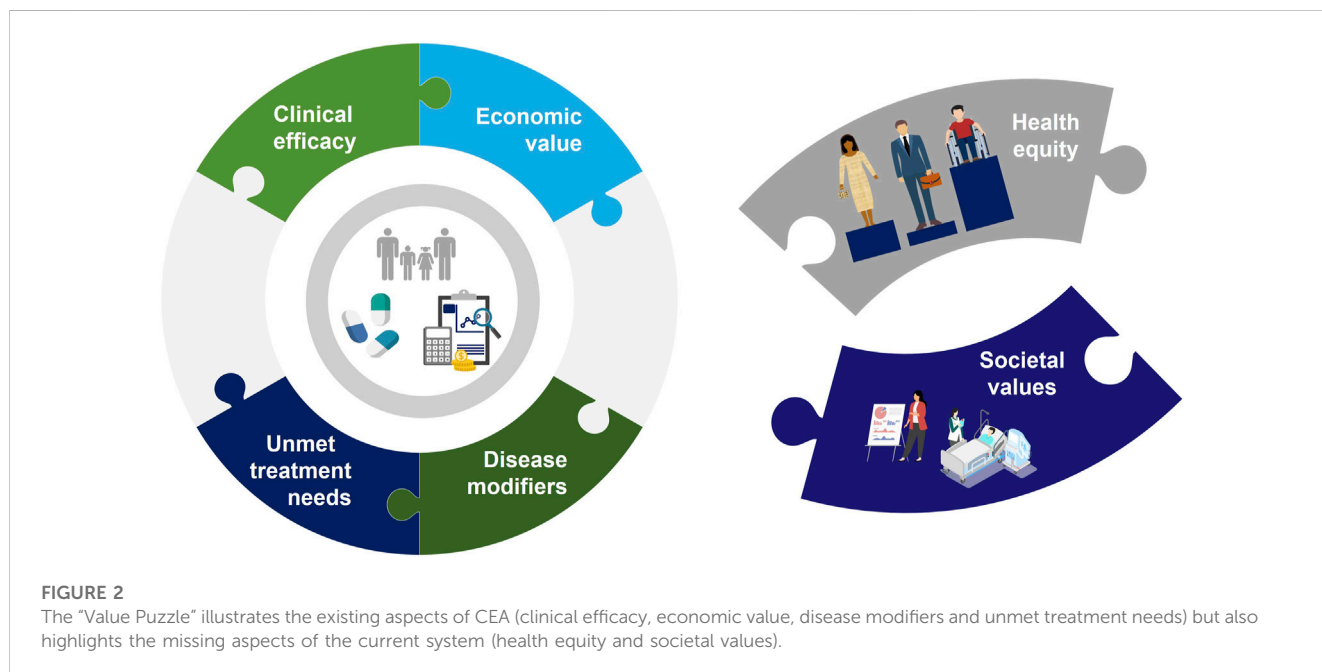 Clinical
efficacy
Economic
value
Unmet
treatment
needs
Disease
modifiers
Health
equity
Societal
values
FIGURE 2
The “Value Puzzle” illustrates the existing aspects of CEA (clinical efficacy, economic value, disease modifiers and unmet treatment needs) but also
highlights the missing aspects of the current system (health equity and societal values).